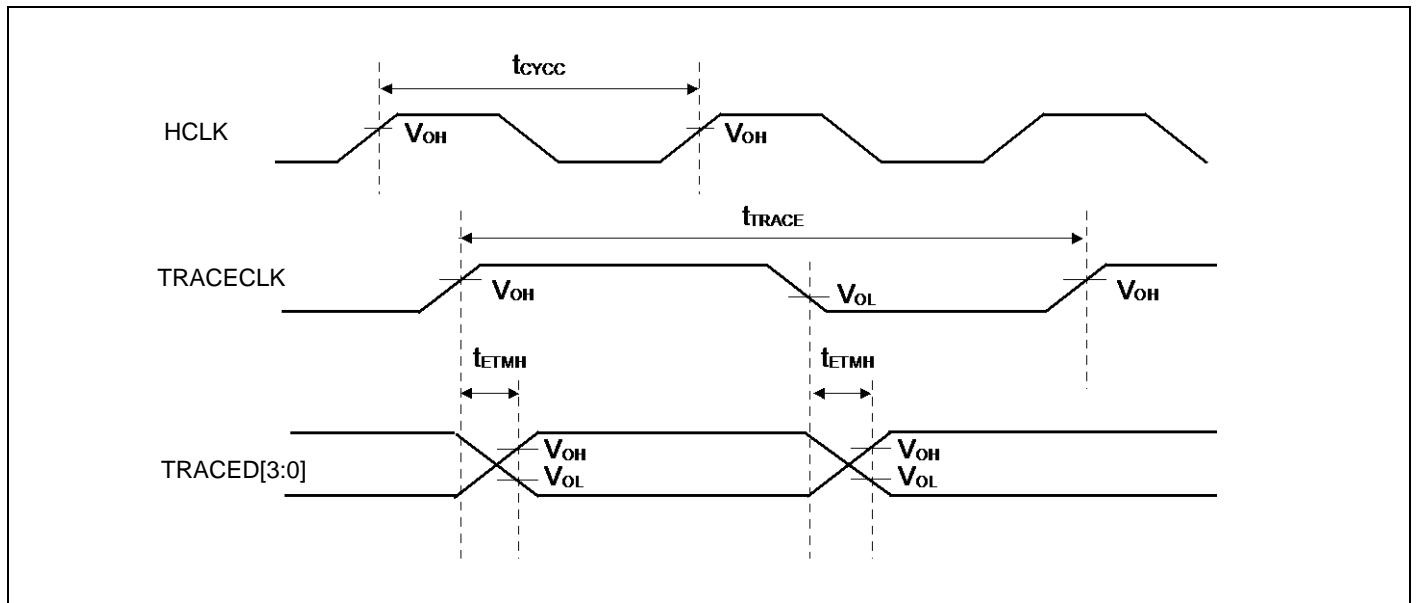 tCYCC
HCLK
VOH VOH
tTRACE
TRACECLK
VOH VOL VOH
tETMH tETMH
TRACED[3:0]
VOH VOH
VOL VOL